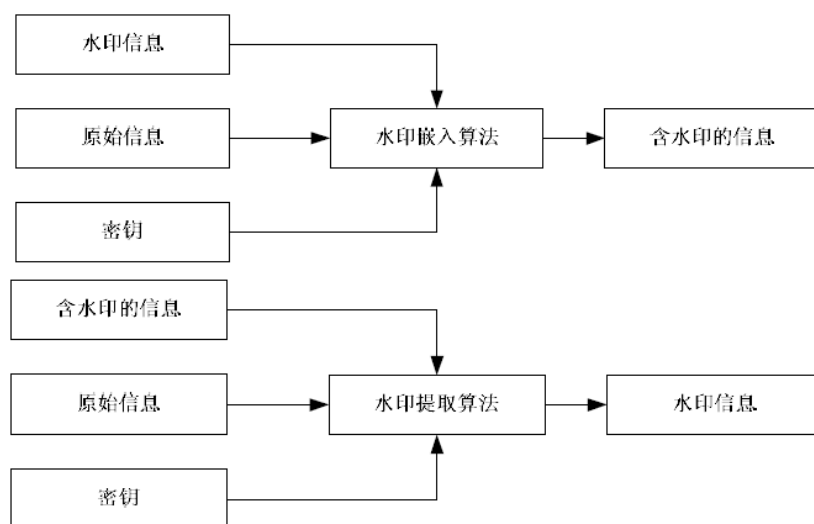 水印信息
原始信息
水印嵌入算法
含水印的信息
密钥
含水印的信息
原始信息
水印提取算法
水印信息
密钥